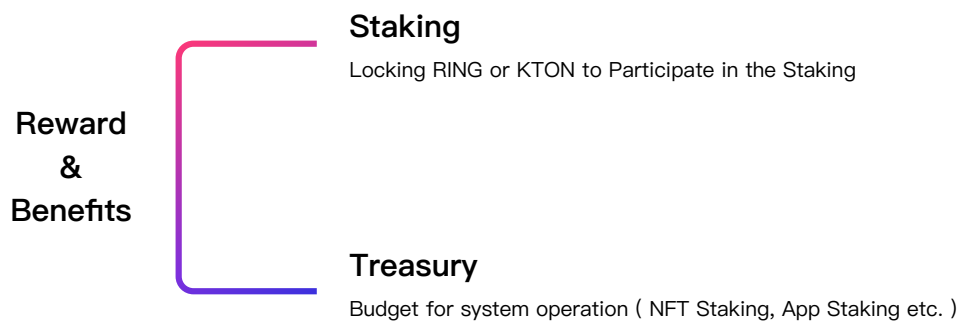 Reward
&
Benefits
Staking
Locking RING or KTON to Participate in the Staking
Treasury
Budget for system operation ( NFT Staking, App Staking etc. )